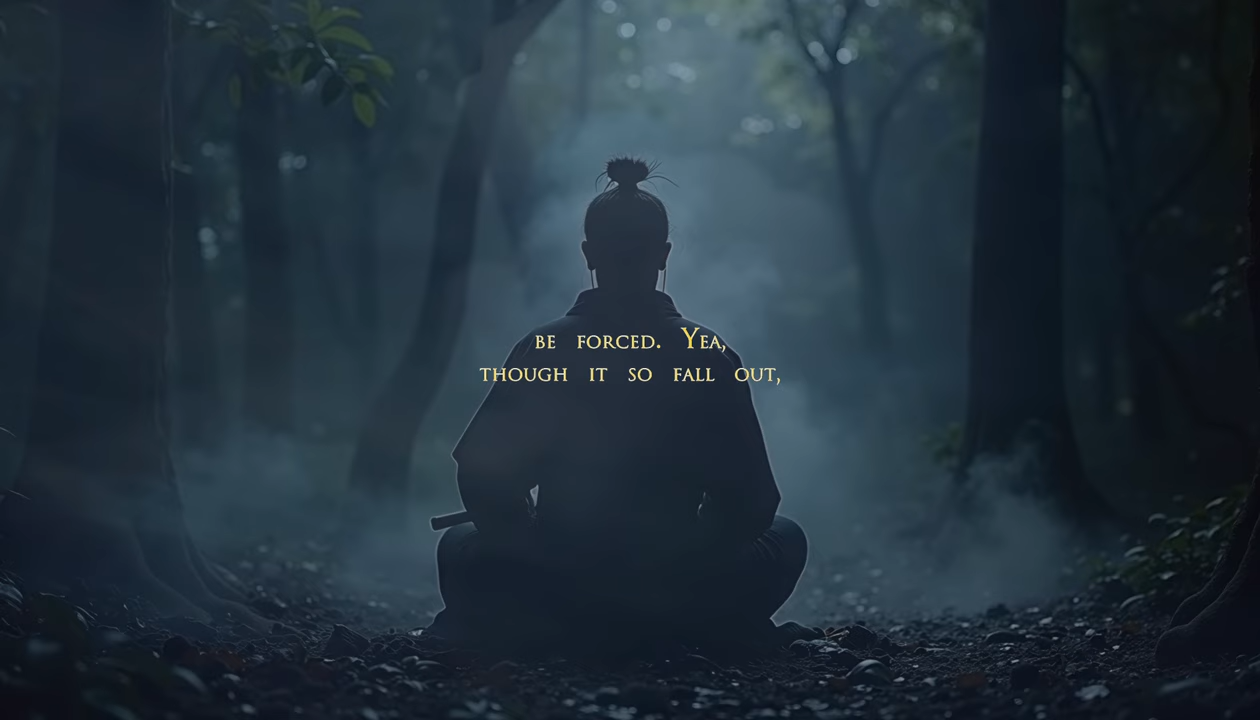 be forced. Yea,
though it so fall out,